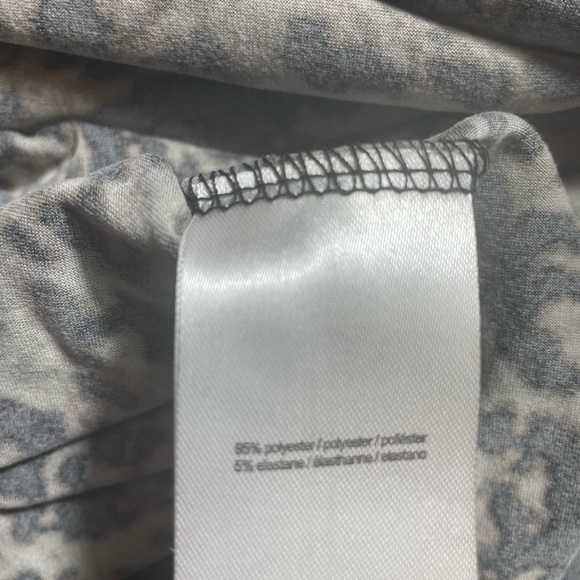 95% polyester / polyester / poliéster
5% elastane / élasthanne / elastano